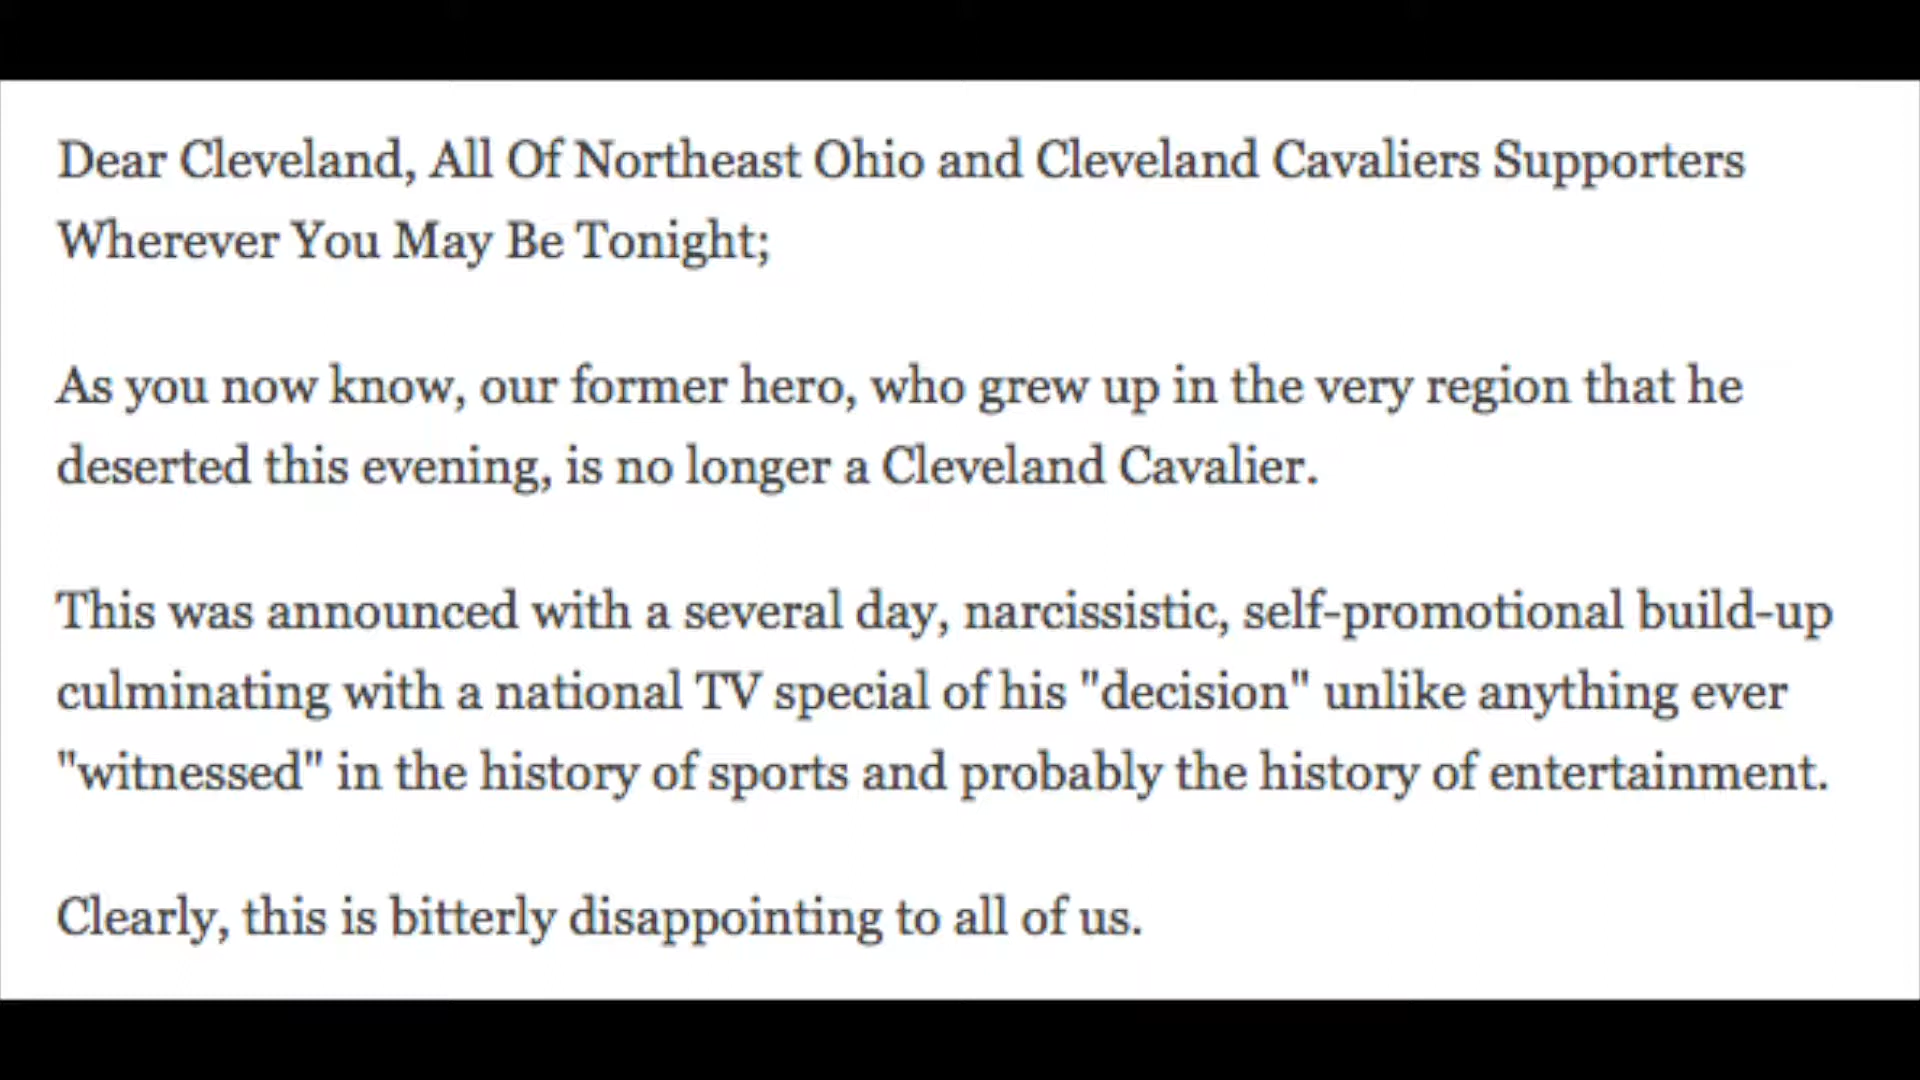 Dear Cleveland, All Of Northeast Ohio and Cleveland Cavaliers Supporters
Wherever You May Be Tonight;
As you now know, our former hero, who grew up in the very region that he
deserted this evening, is no longer a Cleveland Cavalier.
This was announced with a several day, narcissistic, self-promotional build-up
culminating with a national TV special of his "decision" unlike anything ever
"witnessed" in the history of sports and probably the history of entertainment.
Clearly, this is bitterly disappointing to all of us.